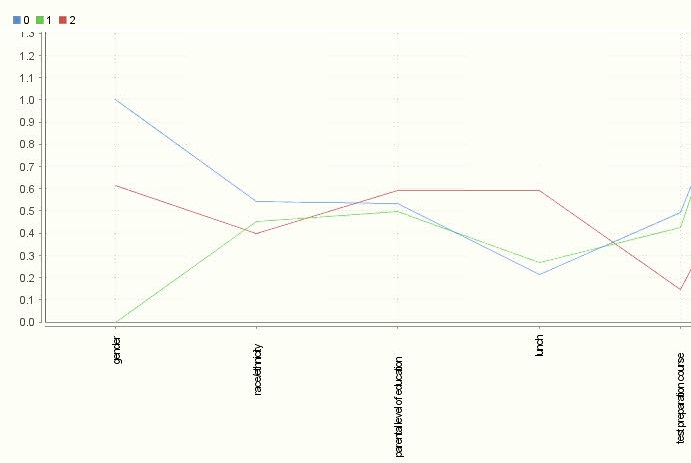 0 1 2
1.3
1.2
1.1
1.0
0.9
0.8
0.7
0.6
0.5
0.4
0.3
0.2
0.1
0.0
gender
race/ethnicity
parental level of education
lunch
test preparation course